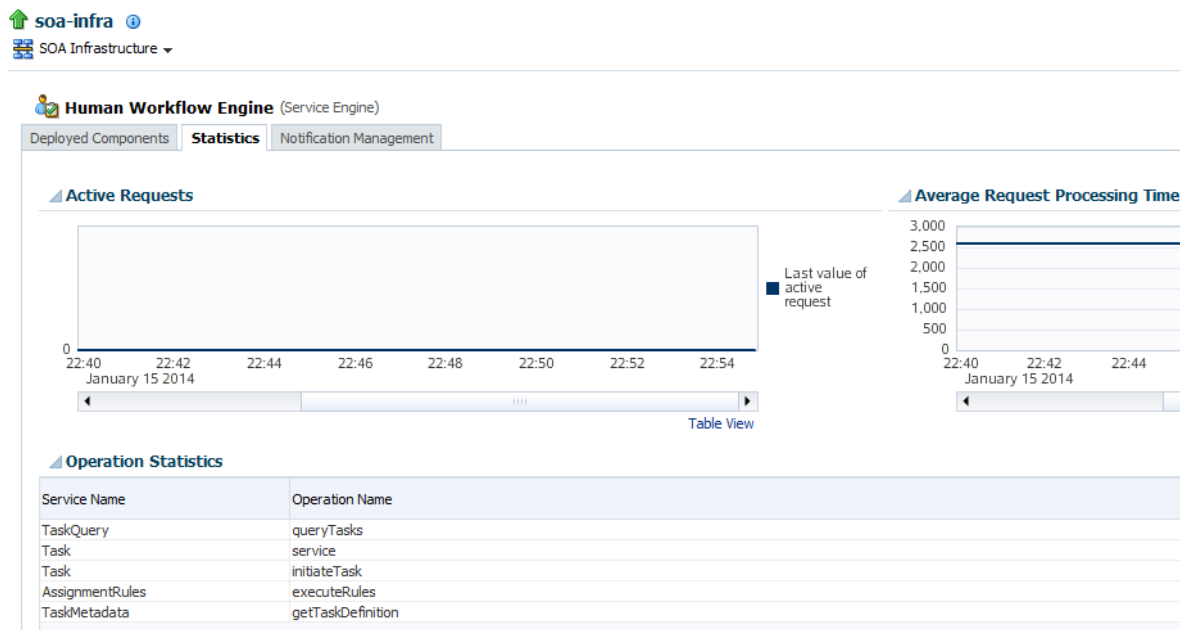 soa-infra
SOA Infrastructure
Human Workflow Engine (Service Engine)
Deployed Components Statistics Notification Management
Active Requests
0
22:40 22:42 22:44 22:46 22:48 22:50 22:52 22:54
January 15 2014
Last value of
active
request
Table View
Average Request Processing Time
3,000
2,500
2,000
1,500
1,000
500
0
22:40 22:42 22:44
January 15 2014
Operation Statistics
Service Name Operation Name
TaskQuery queryTasks
Task service
Task initiateTask
AssignmentRules executeRules
TaskMetadata getTaskDefinition